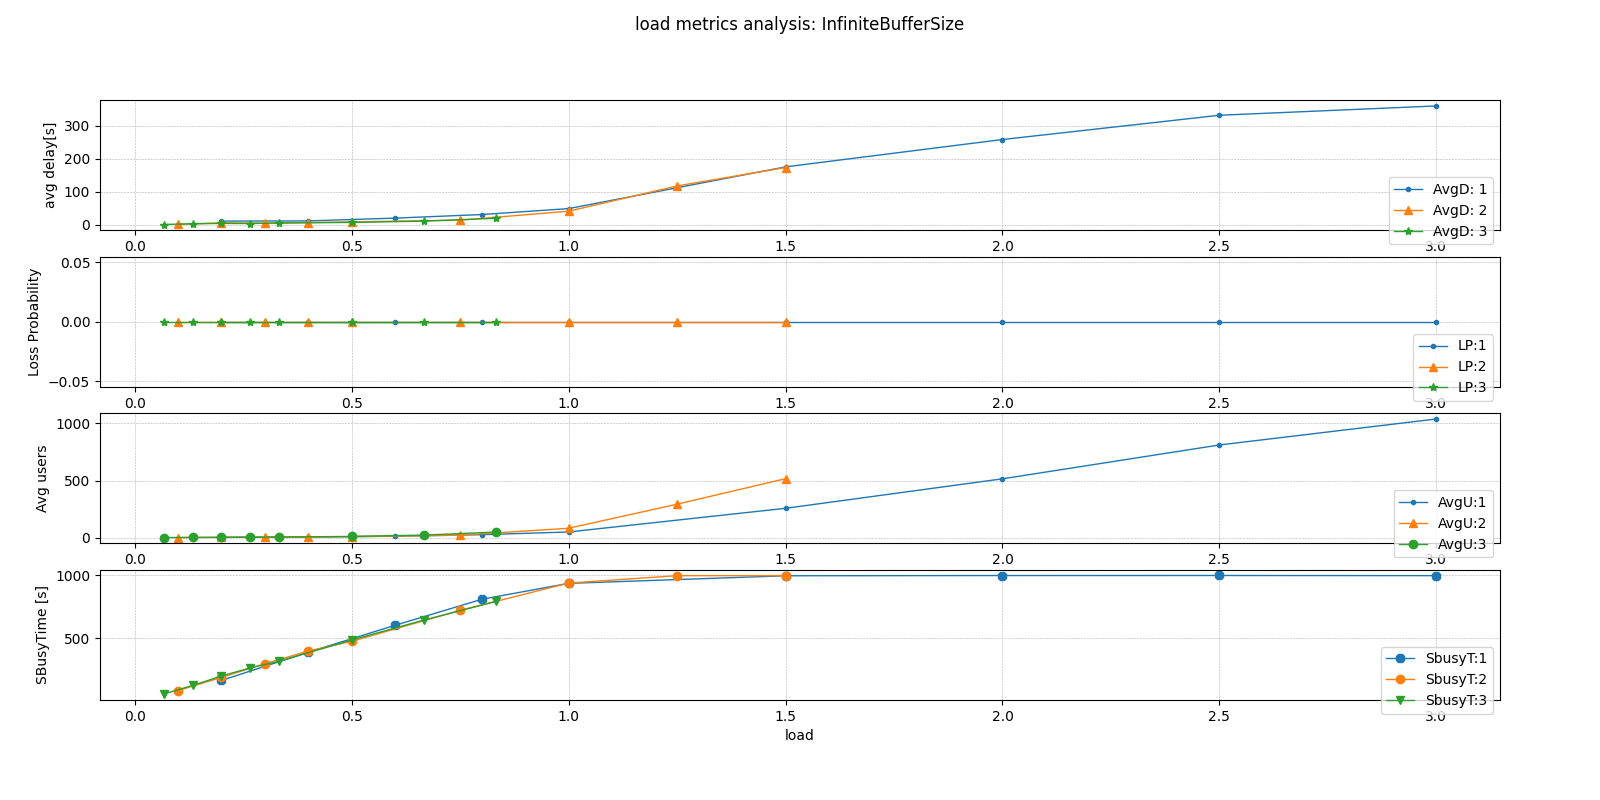 load metrics analysis: InfiniteBufferSize
avg delay[s]
300
200
100
0
AvgD: 1
AvgD: 2
AvgD: 3
0.0 0.5 1.0 1.5 2.0 2.5 3.0
Loss Probability
0.05
0.00
−0.05
LP:1
LP:2
LP:3
0.0 0.5 1.0 1.5 2.0 2.5 3.0
Avg users
1000
500
0
AvgU:1
AvgU:2
AvgU:3
0.0 0.5 1.0 1.5 2.0 2.5 3.0
SBusyTime [s]
1000
500
SbusyT:1
SbusyT:2
SbusyT:3
0.0 0.5 1.0 1.5 2.0 2.5 3.0
load